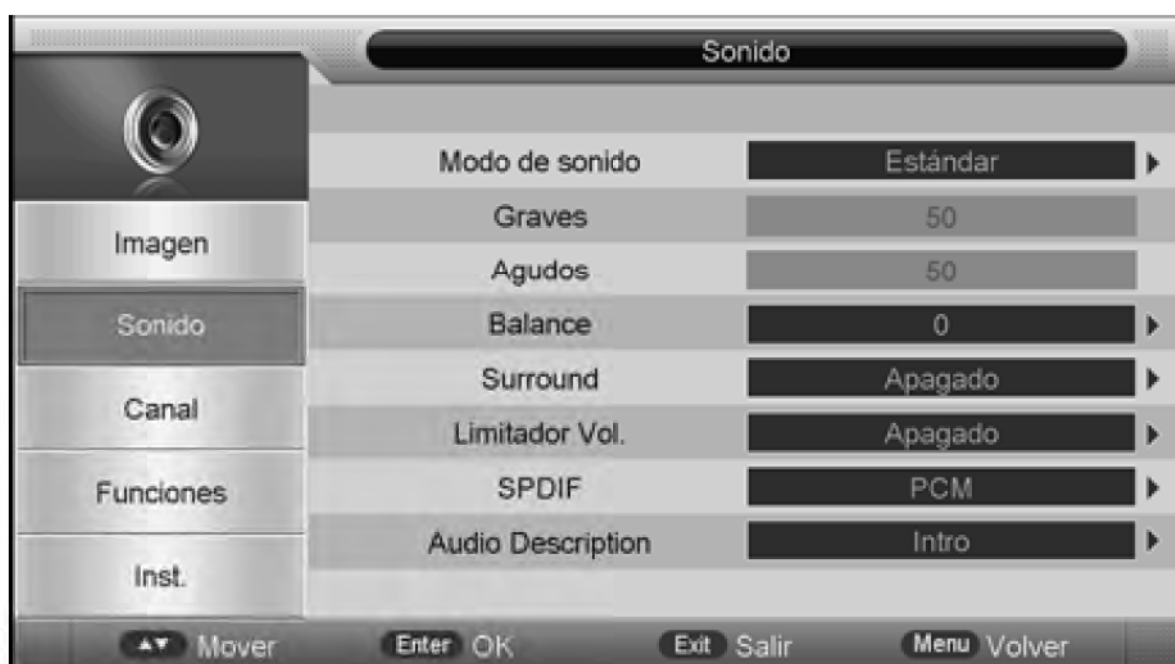 Sonido
Modo de sonido Estándar
Graves 50
Agudos 50
Balance 0
Surround Apagado
Limitador Vol. Apagado
SPDIF PCM
Audio Description Intro
Imagen
Sonido
Canal
Funciones
Inst.
Mover Enter OK Exit Salir Menu Volver